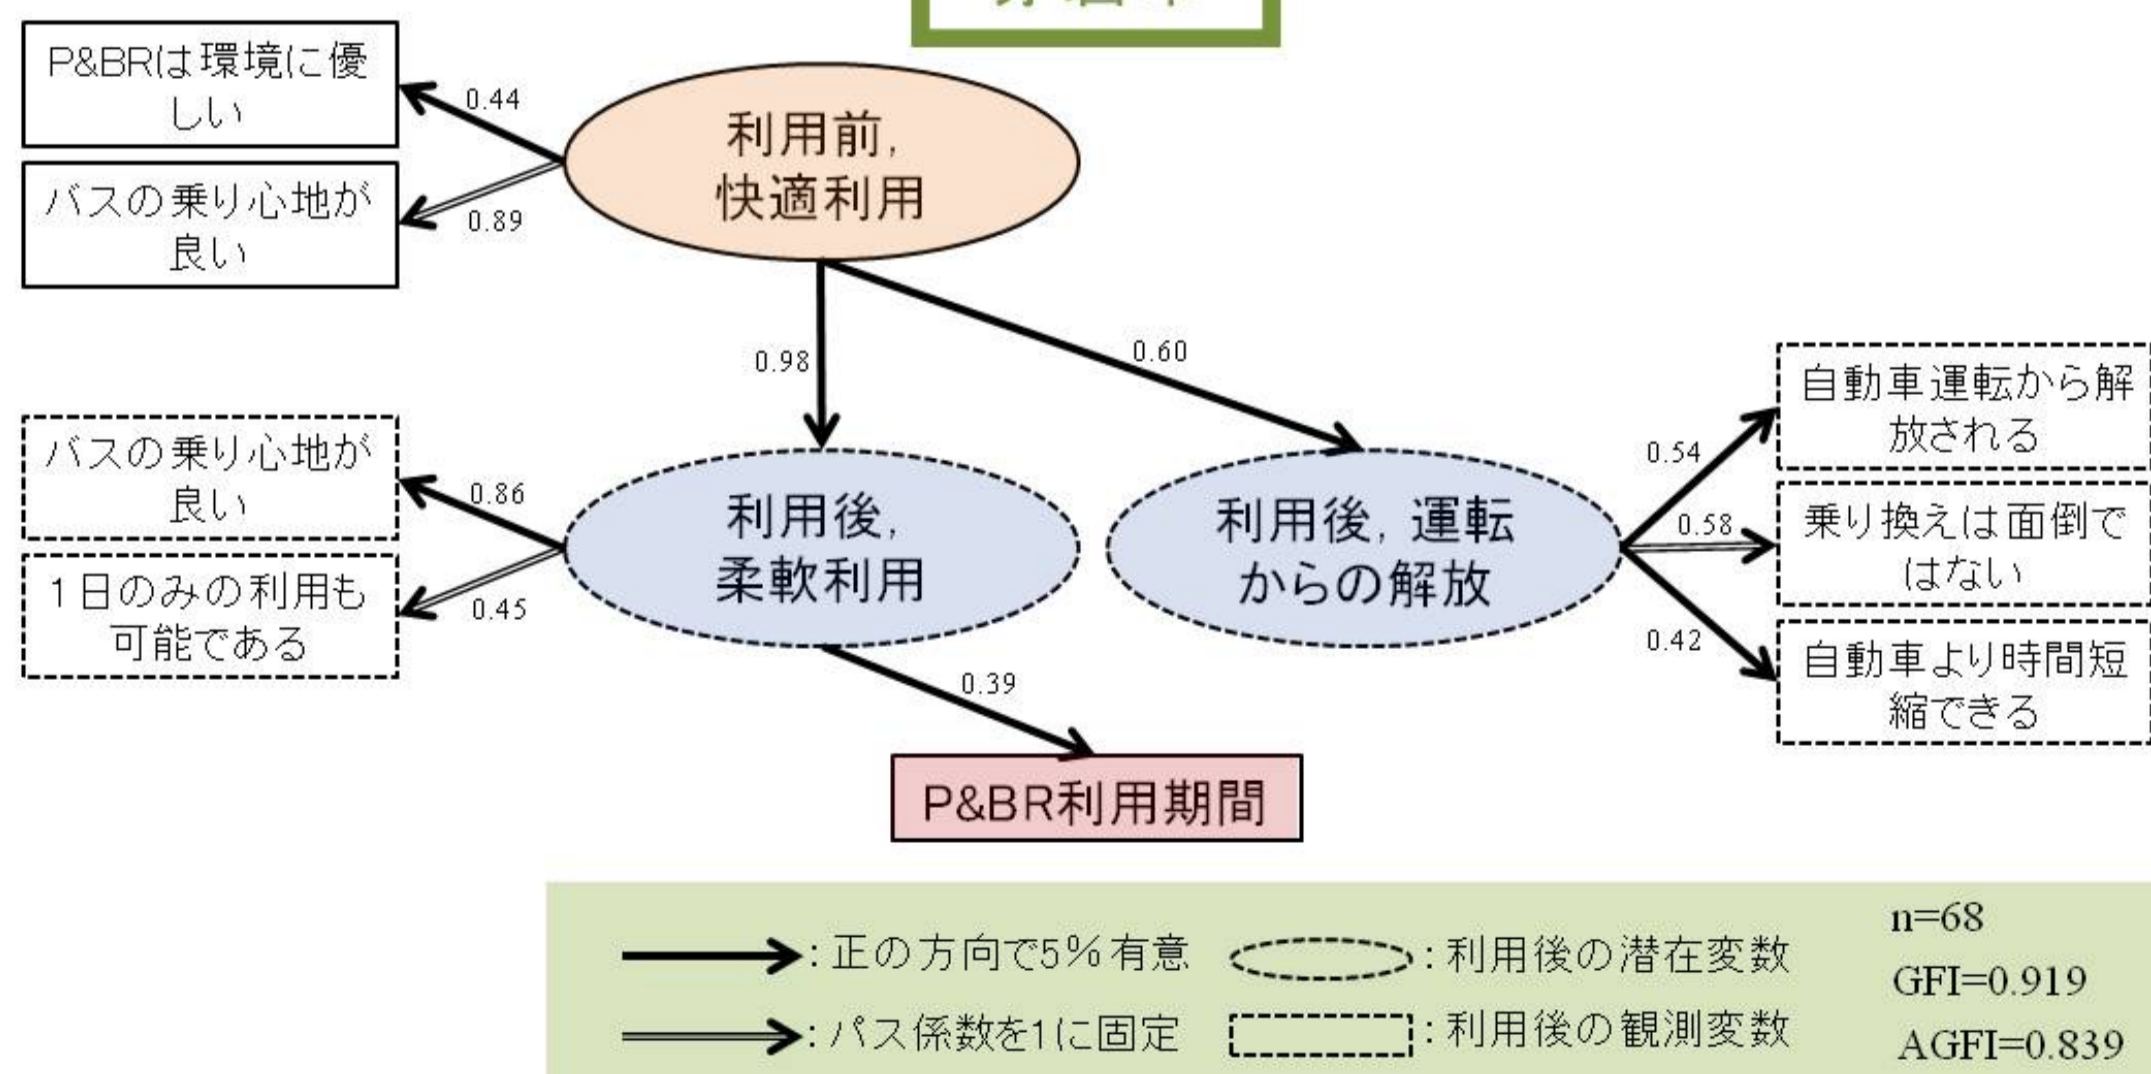 P&BRは環境に優
しい
0.44
利用前,
快適利用
バスの乗り心地が
良い
0.89
0.98
0.60
バスの乗り心地が
良い
0.86
1日のみの利用も
可能である
0.45
利用後,
柔軟利用
利用後, 運転
からの解放
0.54
自動車運転から解
放される
0.58
乗り換えは面倒で
はない
0.42
自動車より時間短
縮できる
0.39
P&BR利用期間
: 正の方向で5%有意
: 利用後の潜在変数
n=68
GFI=0.919
: パス係数を1に固定
: 利用後の観測変数
AGFI=0.839